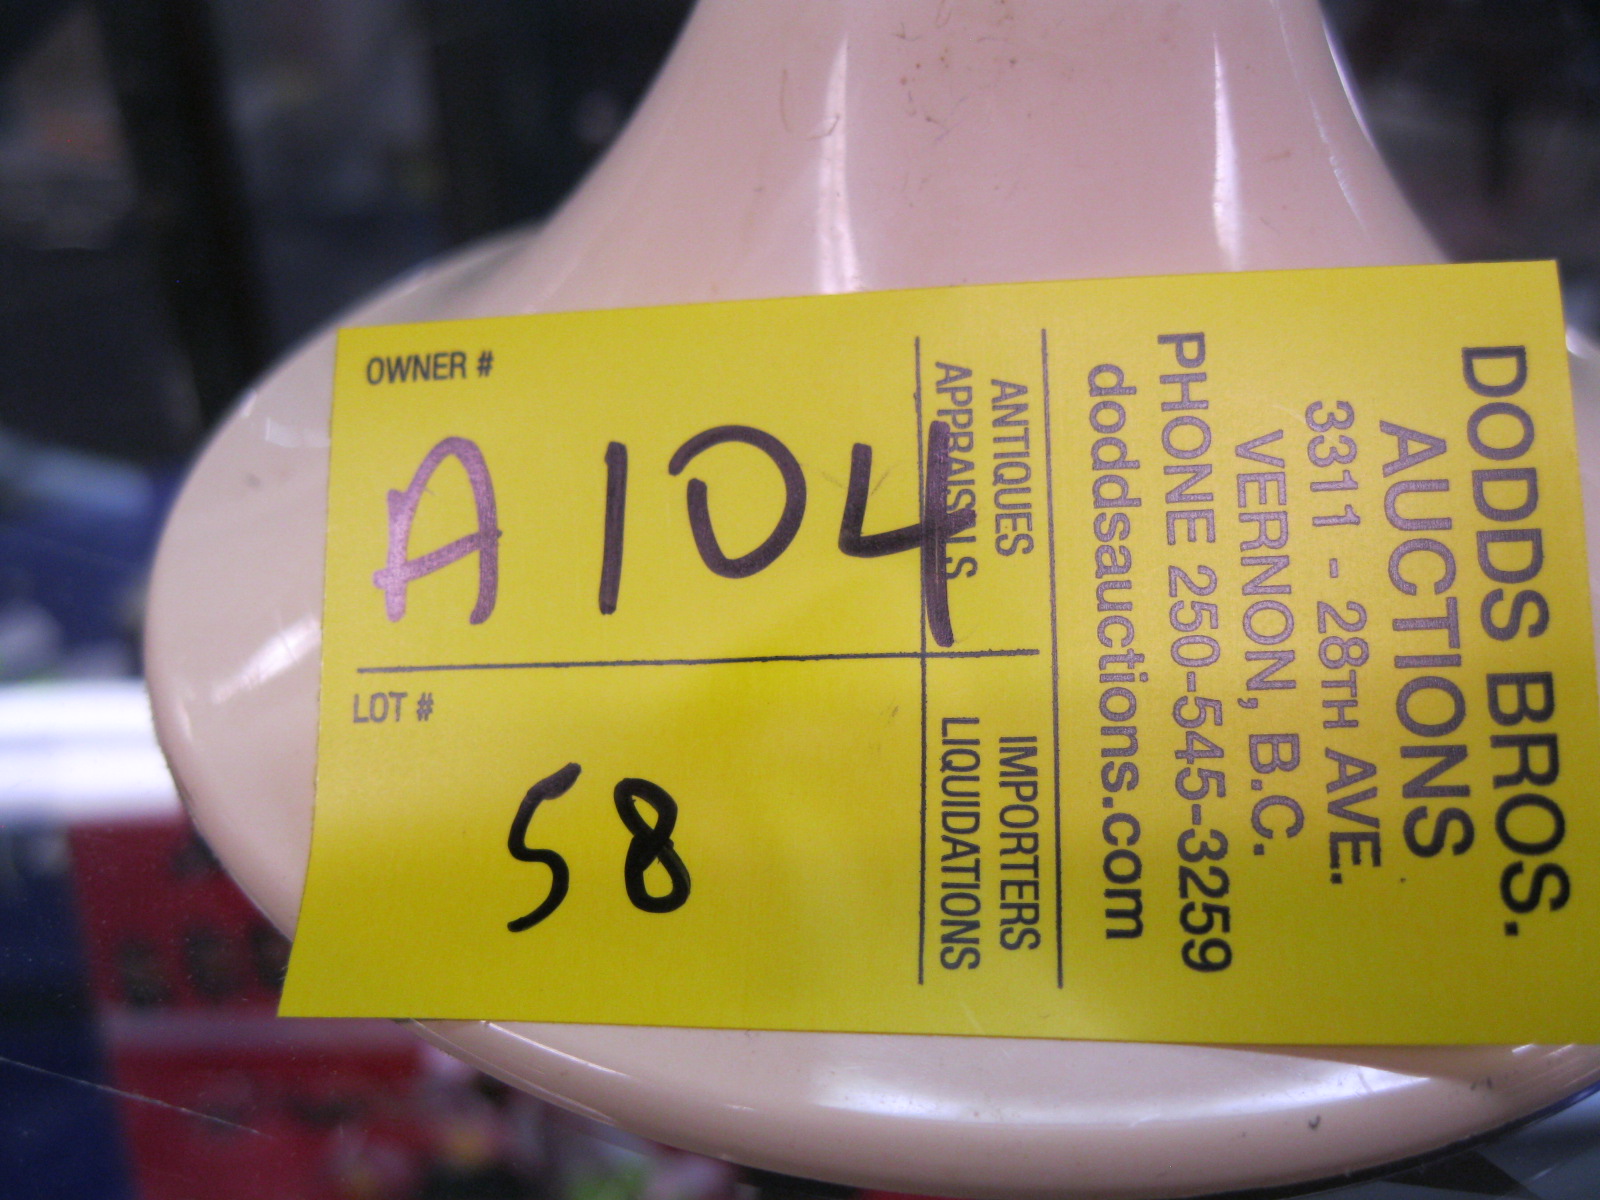 DODDS BROS.
AUCTIONS
3311 - 28TH AVE.
VERNON, B.C.
PHONE 250-545-3259
doddsauctions.com
ANTIQUES IMPORTERS
APPRAISALS LIQUIDATIONS
OWNER #
A 104
LOT #
58